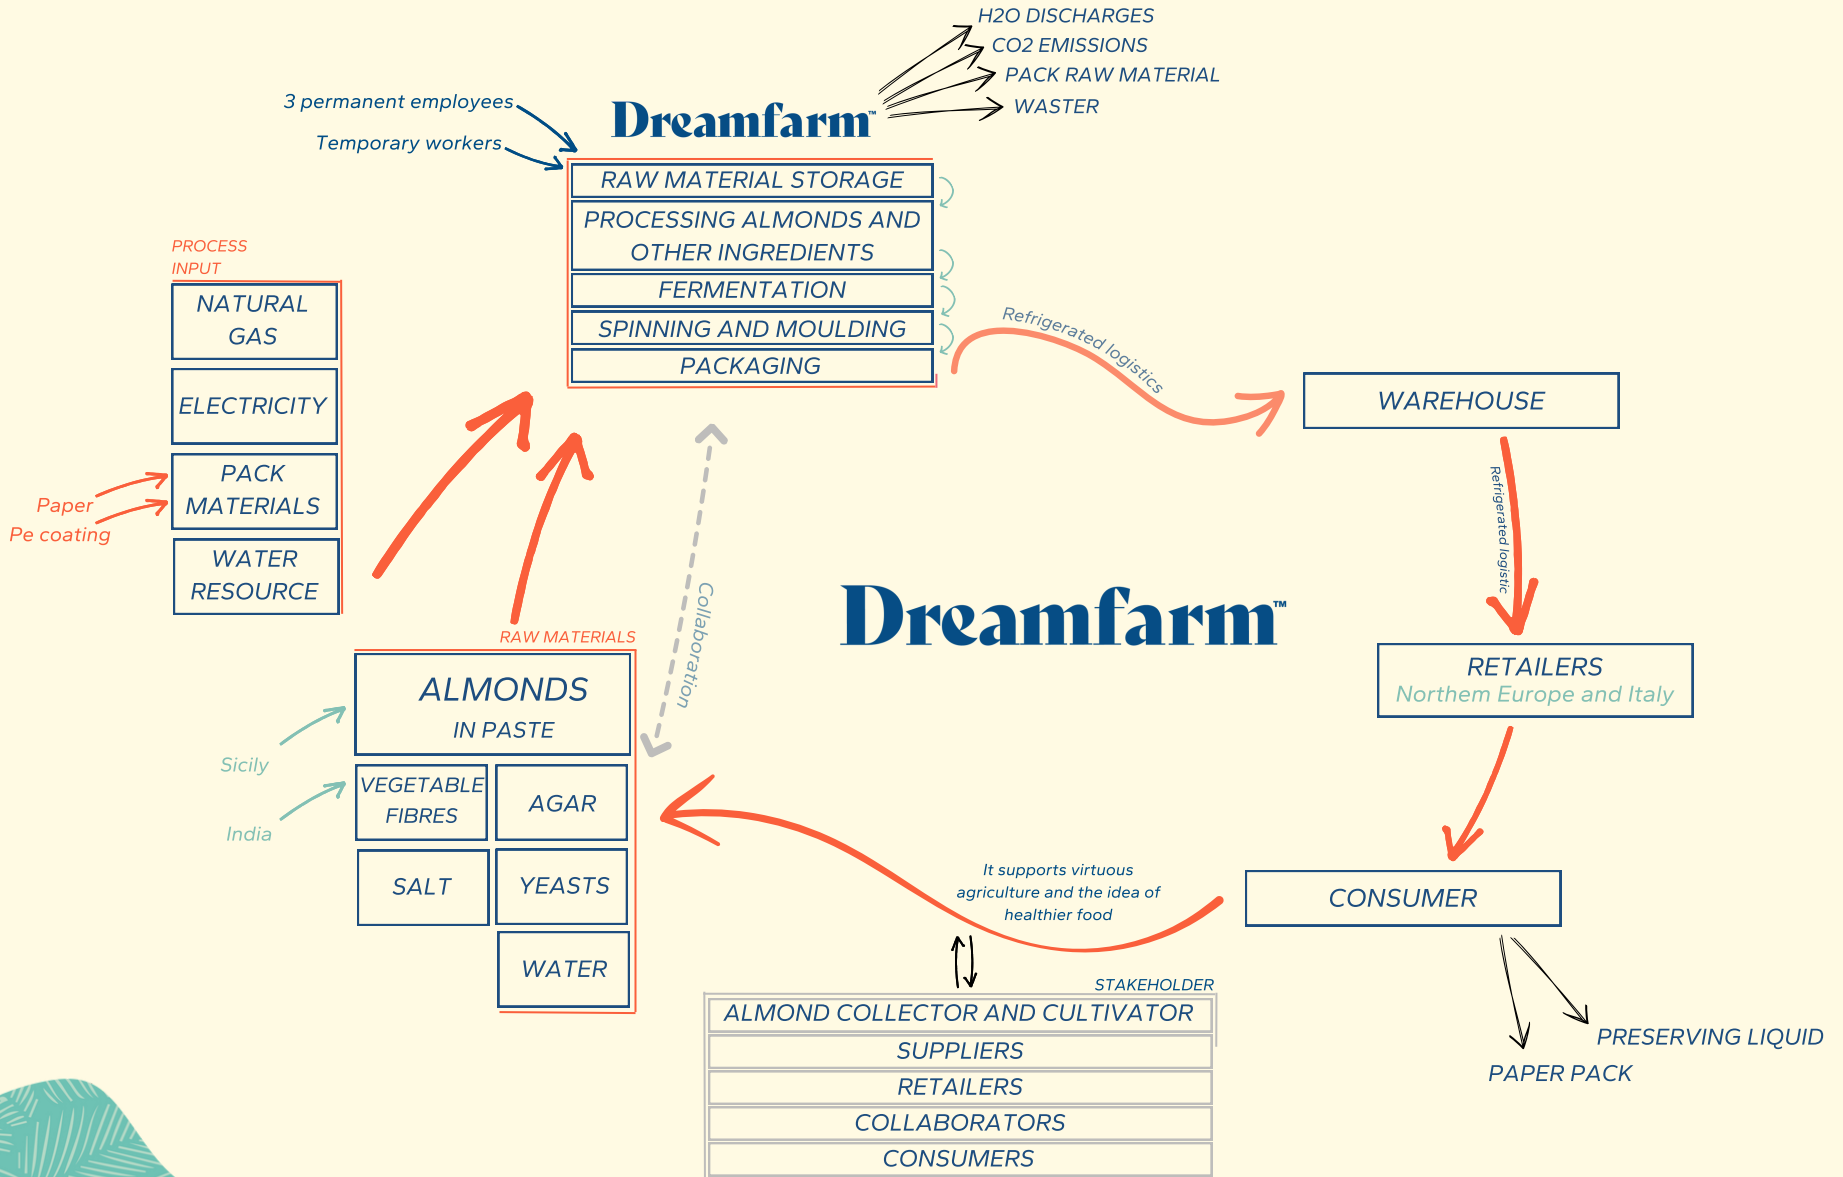 H2O DISCHARGES
CO2 EMISSIONS
PACK RAW MATERIAL
WASTER
3 permanent employees
Temporary workers
Dreamfarm™
RAW MATERIAL STORAGE
PROCESSING ALMONDS AND
OTHER INGREDIENTS
FERMENTATION
SPINNING AND MOULDING
PACKAGING
PROCESS
INPUT
NATURAL
GAS
ELECTRICITY
PACK
MATERIALS
WATER
RESOURCE
Paper
Pe coating
Refrigerated logistics
WAREHOUSE
Refrigerated logistic
RETAILERS
Northem Europe and Italy
Collaboration
Dreamfarm™
RAW MATERIALS
ALMONDS
IN PASTE
VEGETABLE
FIBRES
AGAR
SALT
YEASTS
WATER
Sicily
India
It supports virtuous
agriculture and the idea of
healthier food
CONSUMER
PRESERVING LIQUID
PAPER PACK
STAKEHOLDER
ALMOND COLLECTOR AND CULTIVATOR
SUPPLIERS
RETAILERS
COLLABORATORS
CONSUMERS